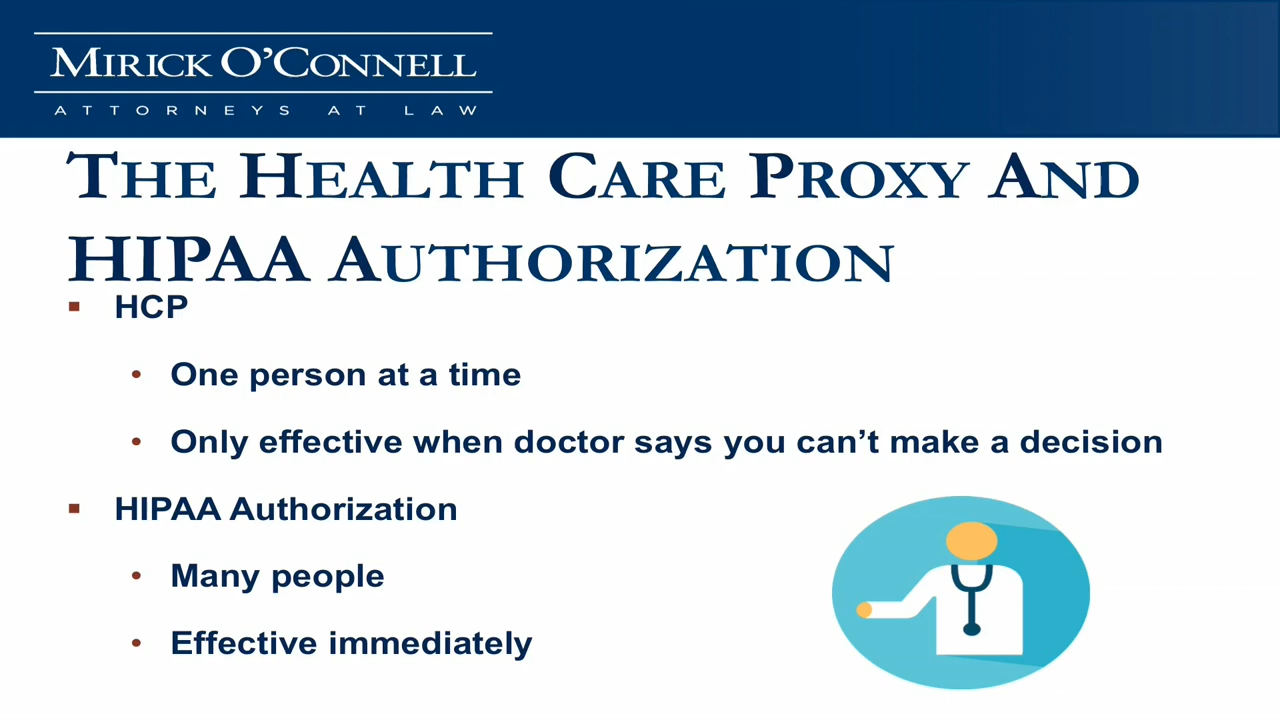 MIRICK O'CONNELL
ATTORNEYS AT LAW
THE HEALTH CARE PROXY AND
HIPAA AUTHORIZATION
▪ HCP
• One person at a time
• Only effective when doctor says you can’t make a decision
▪ HIPAA Authorization
• Many people
• Effective immediately